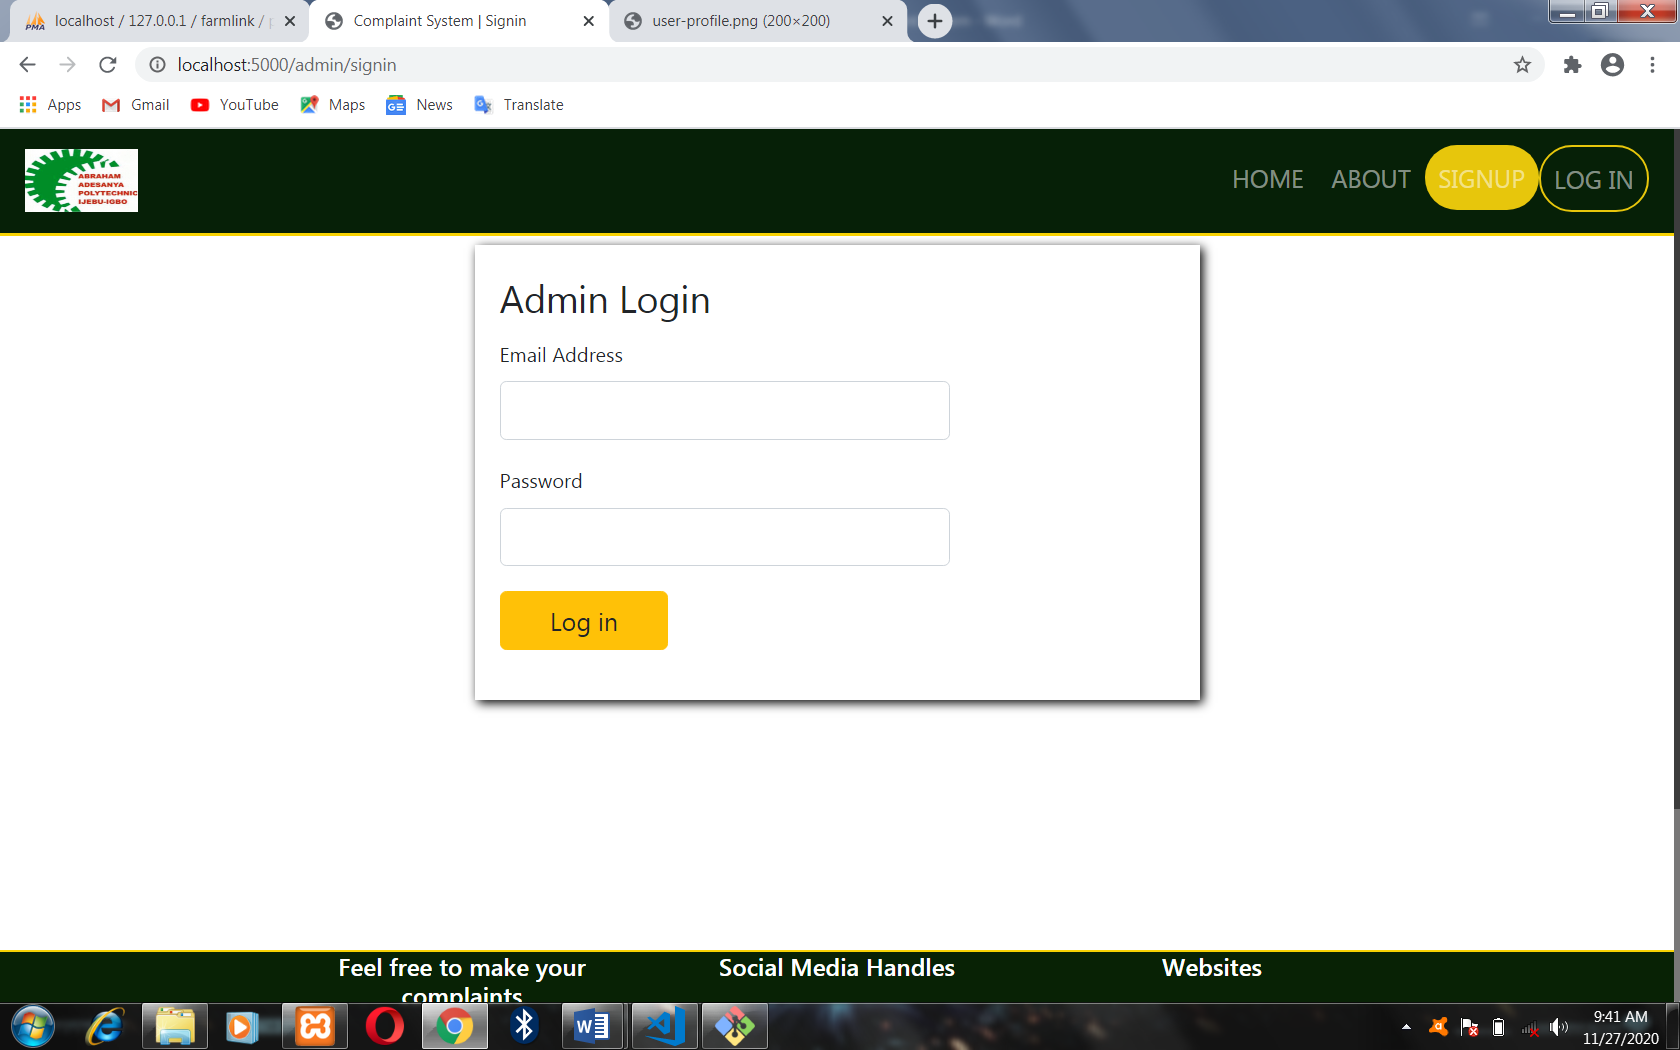 localhost / 127.0.0.1 / farmlink /
Complaint System | Signin
user-profile.png (200×200)
localhost:5000/admin/signin
Apps
Gmail
YouTube
Maps
News
Translate
ABRAHAM
ADESANYA
POLYTECHNIC
IJEBU-IGBO
HOME
ABOUT
SIGNUP
LOG IN
Admin Login
Email Address
Password
Log in
Feel free to make your
complaints
Social Media Handles
Websites
9:41 AM
11/27/2020